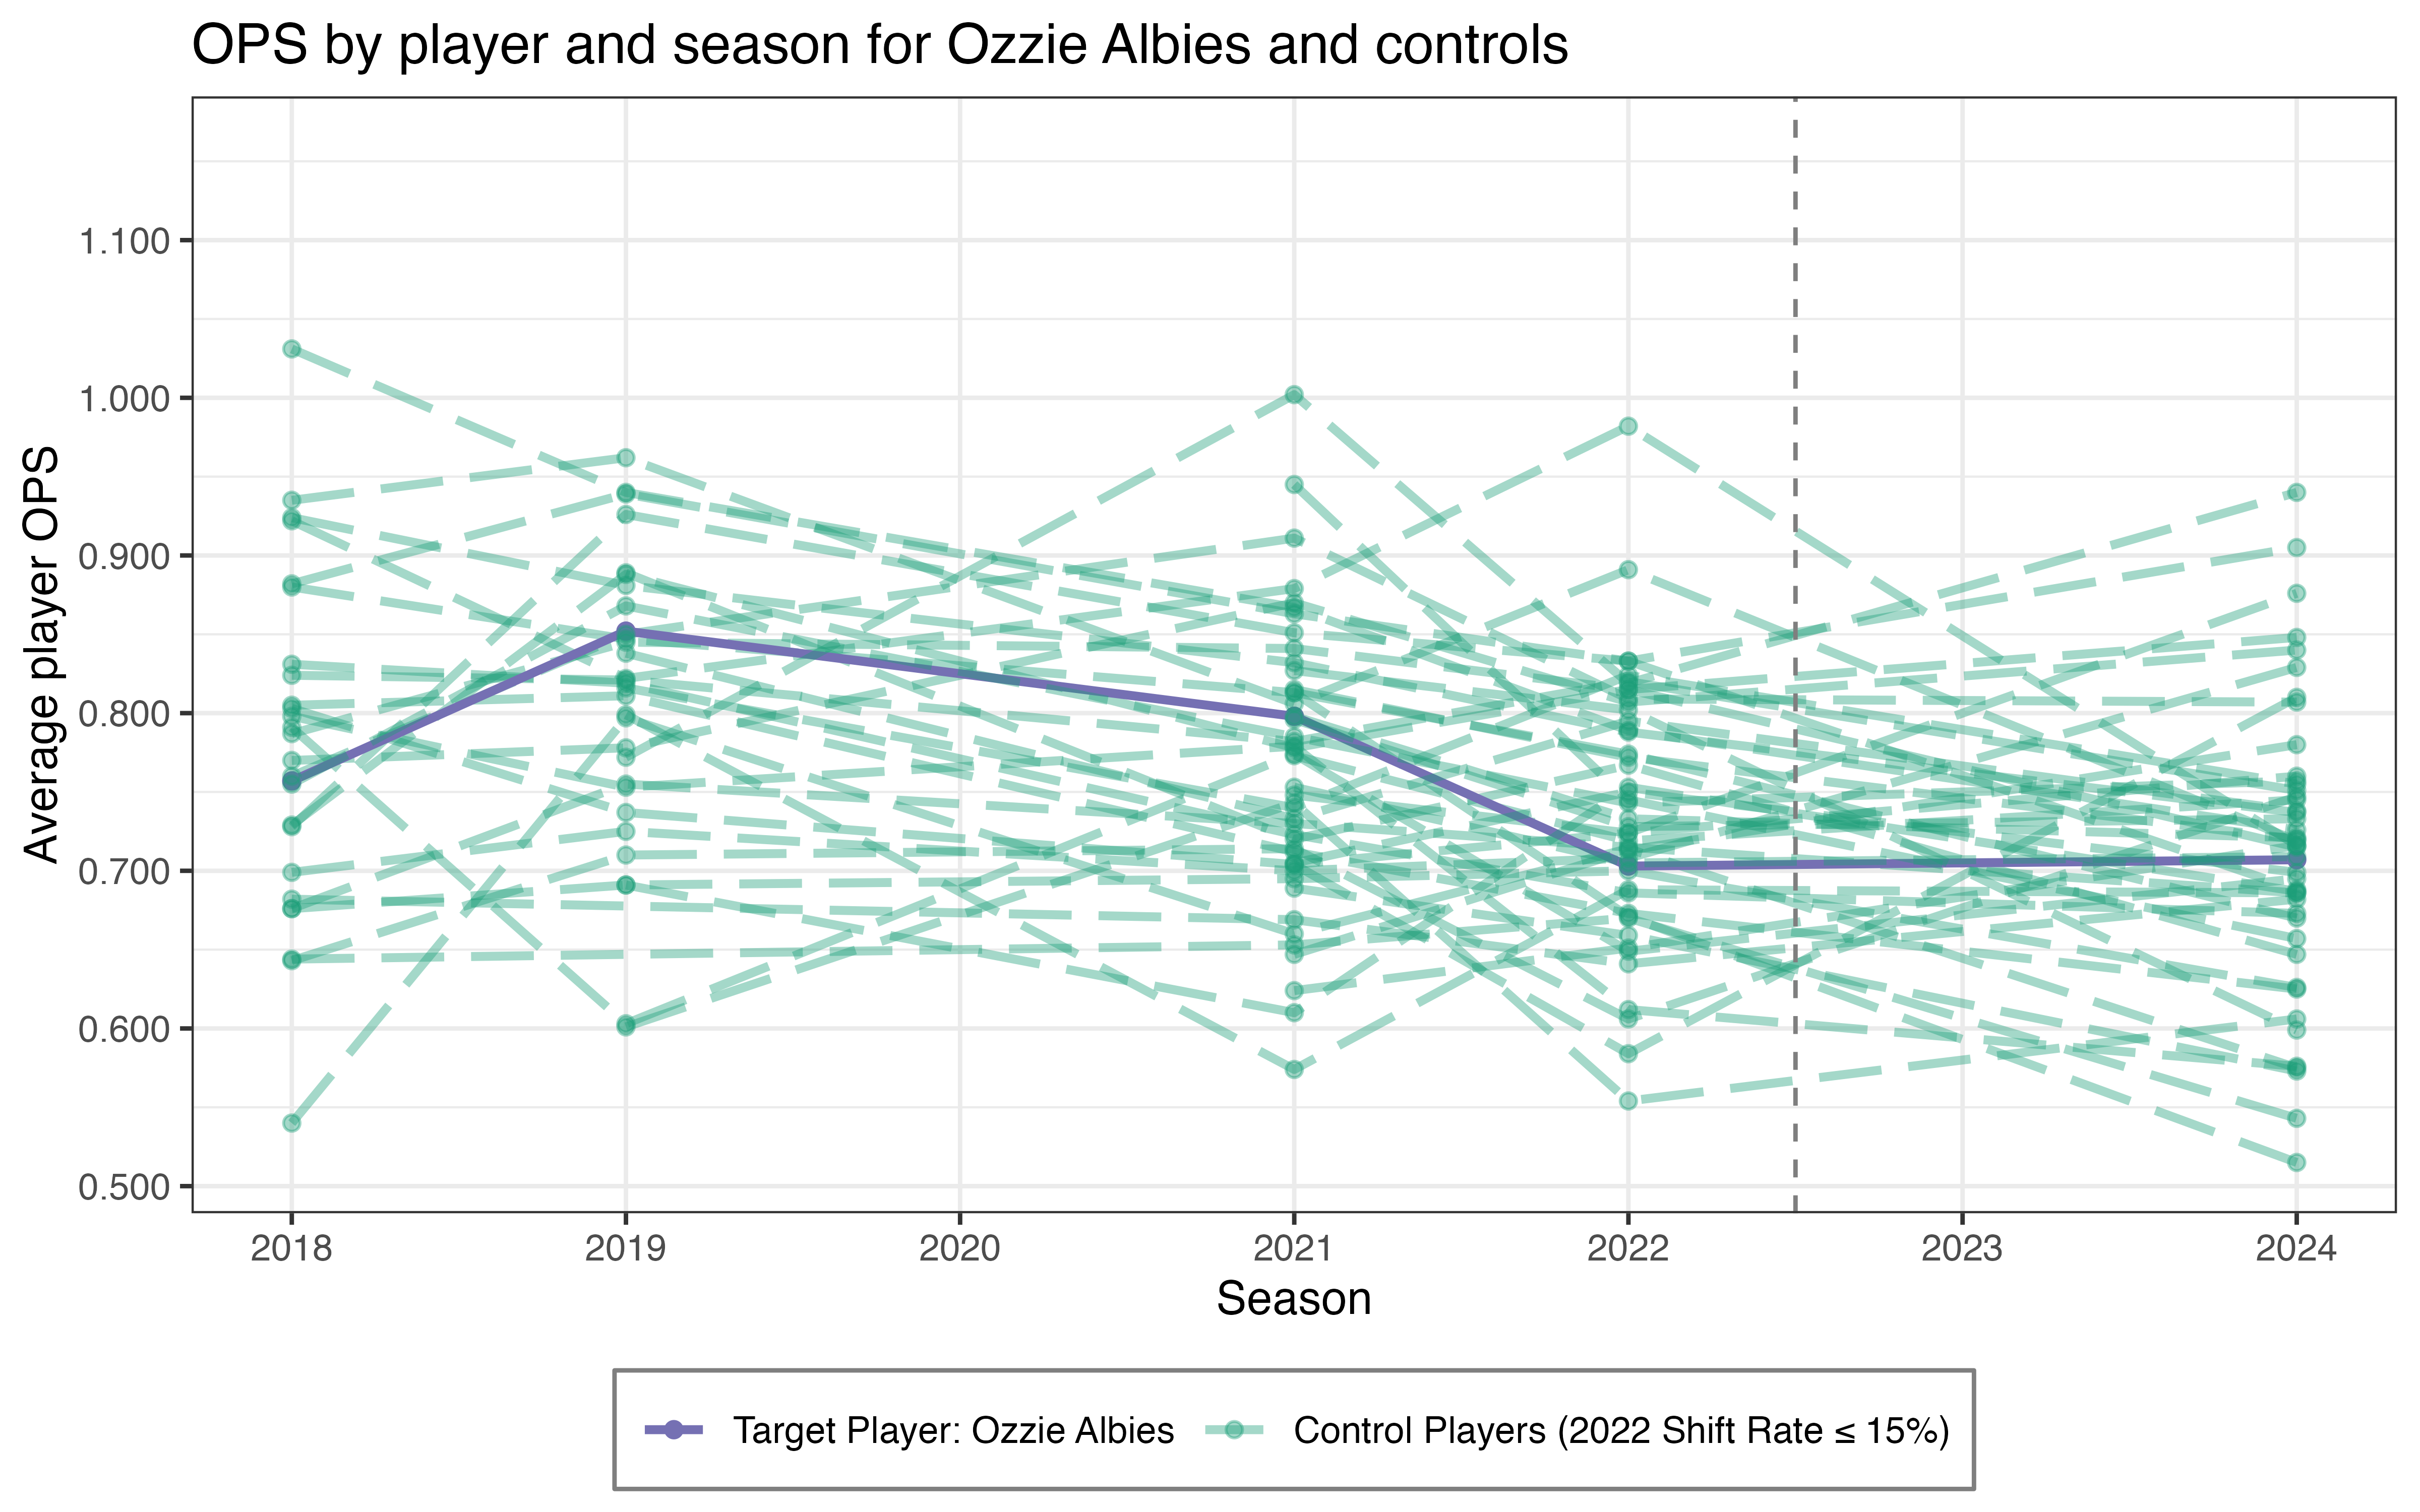 OPS by player and season for Ozzie Albies and controls
Average player OPS
1.100
1.000
0.900
0.800
0.700
0.600
0.500
2018 2019 2020 2021 2022 2023 2024
Season
Target Player: Ozzie Albies Control Players (2022 Shift Rate ≤ 15%)